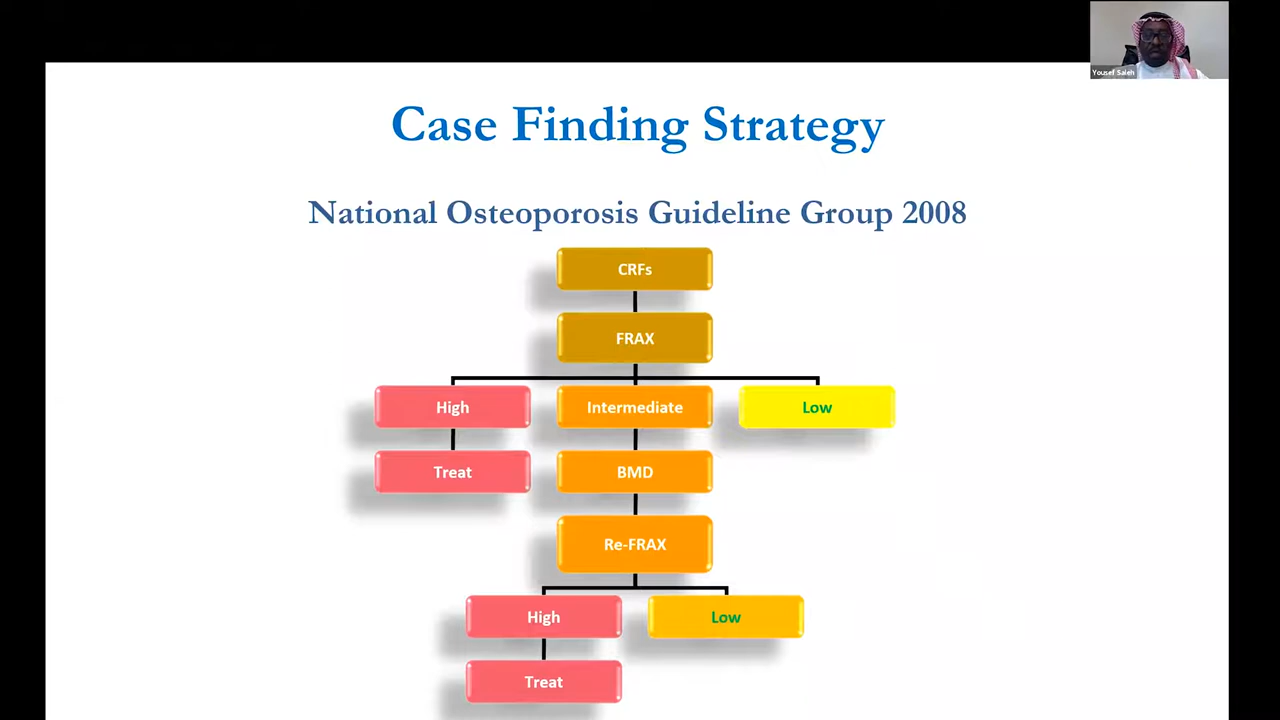 Yousef Saleh
Case Finding Strategy
National Osteoporosis Guideline Group 2008
CRFs
FRAX
High
Intermediate
Low
Treat
BMD
Re-FRAX
High
Low
Treat